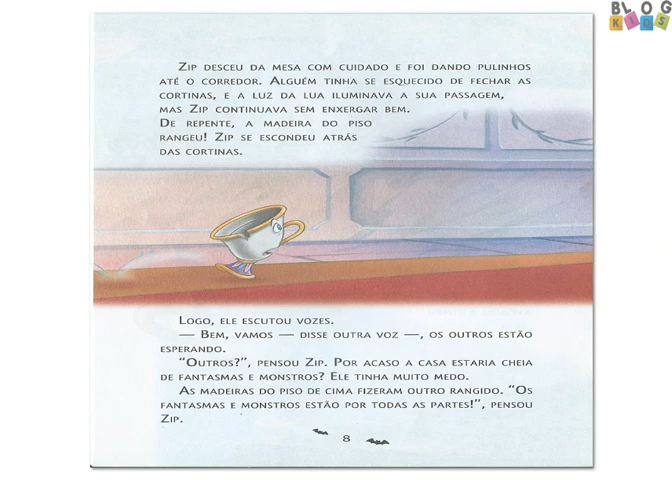 BLOG
KIDS
ZIP DESCEU DA MESA COM CUIDADO E FOI DANDO PULINHOS
ATÉ O CORREDOR. ALGUÉM TINHA SE ESQUECIDO DE FECHAR AS
CORTINAS, E A LUZ DA LUA ILUMINAVA A SUA PASSAGEM,
MAS ZIP CONTINUAVA SEM ENXERGAR BEM.
DE REPENTE, A MADEIRA DO PISO
RANGEU! ZIP SE ESCONDEU ATRÁS
DAS CORTINAS.
LOGO, ELE ESCUTOU VOZES.
— BEM, VAMOS — DISSE OUTRA VOZ —, OS OUTROS ESTÃO
ESPERANDO.
“OUTROS?”, PENSOU ZIP. POR ACASO A CASA ESTARIA CHEIA
DE FANTASMAS E MONSTROS? ELE TINHA MUITO MEDO.
AS MADEIRAS DO PISO DE CIMA FIZERAM OUTRO RANGIDO. “OS
FANTASMAS E MONSTROS ESTÃO POR TODAS AS PARTES!”, PENSOU
ZIP.
8